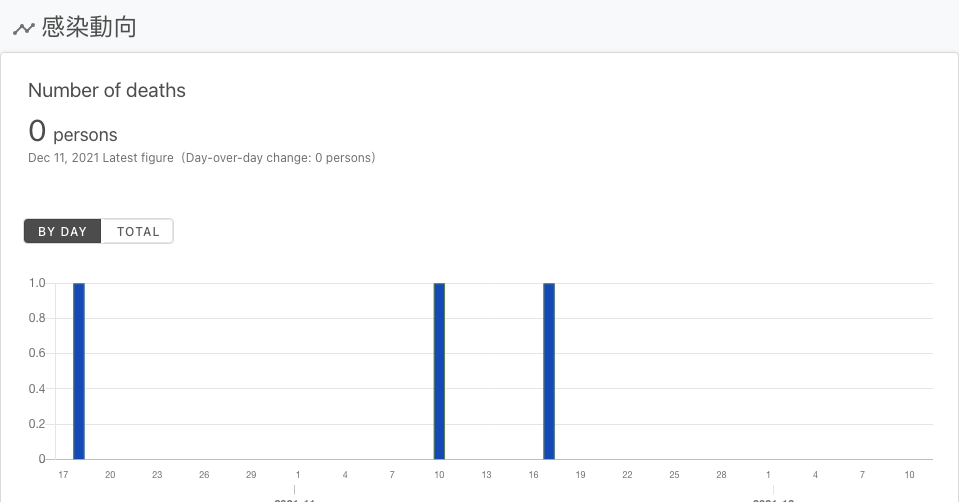 感染動向
Number of deaths
0 persons
Dec 11, 2021 Latest figure (Day-over-day change: 0 persons)
BY DAY TOTAL
1.0
0.8
0.6
0.4
0.2
0
17 20 23 26 29 1 4 7 10 13 16 19 22 25 28 1 4 7 10